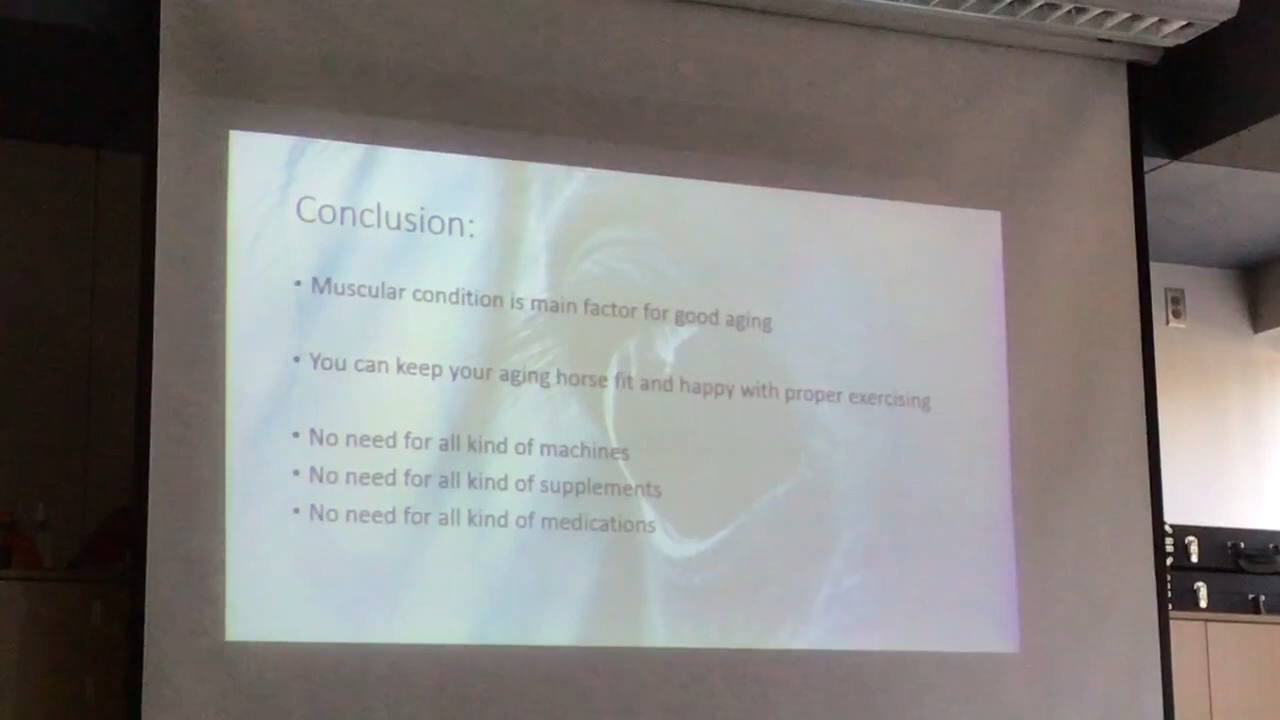 Conclusion:
• Muscular condition is main factor for good aging
• You can keep your aging horse fit and happy with proper exercising
• No need for all kind of machines
• No need for all kind of supplements
• No need for all kind of medications